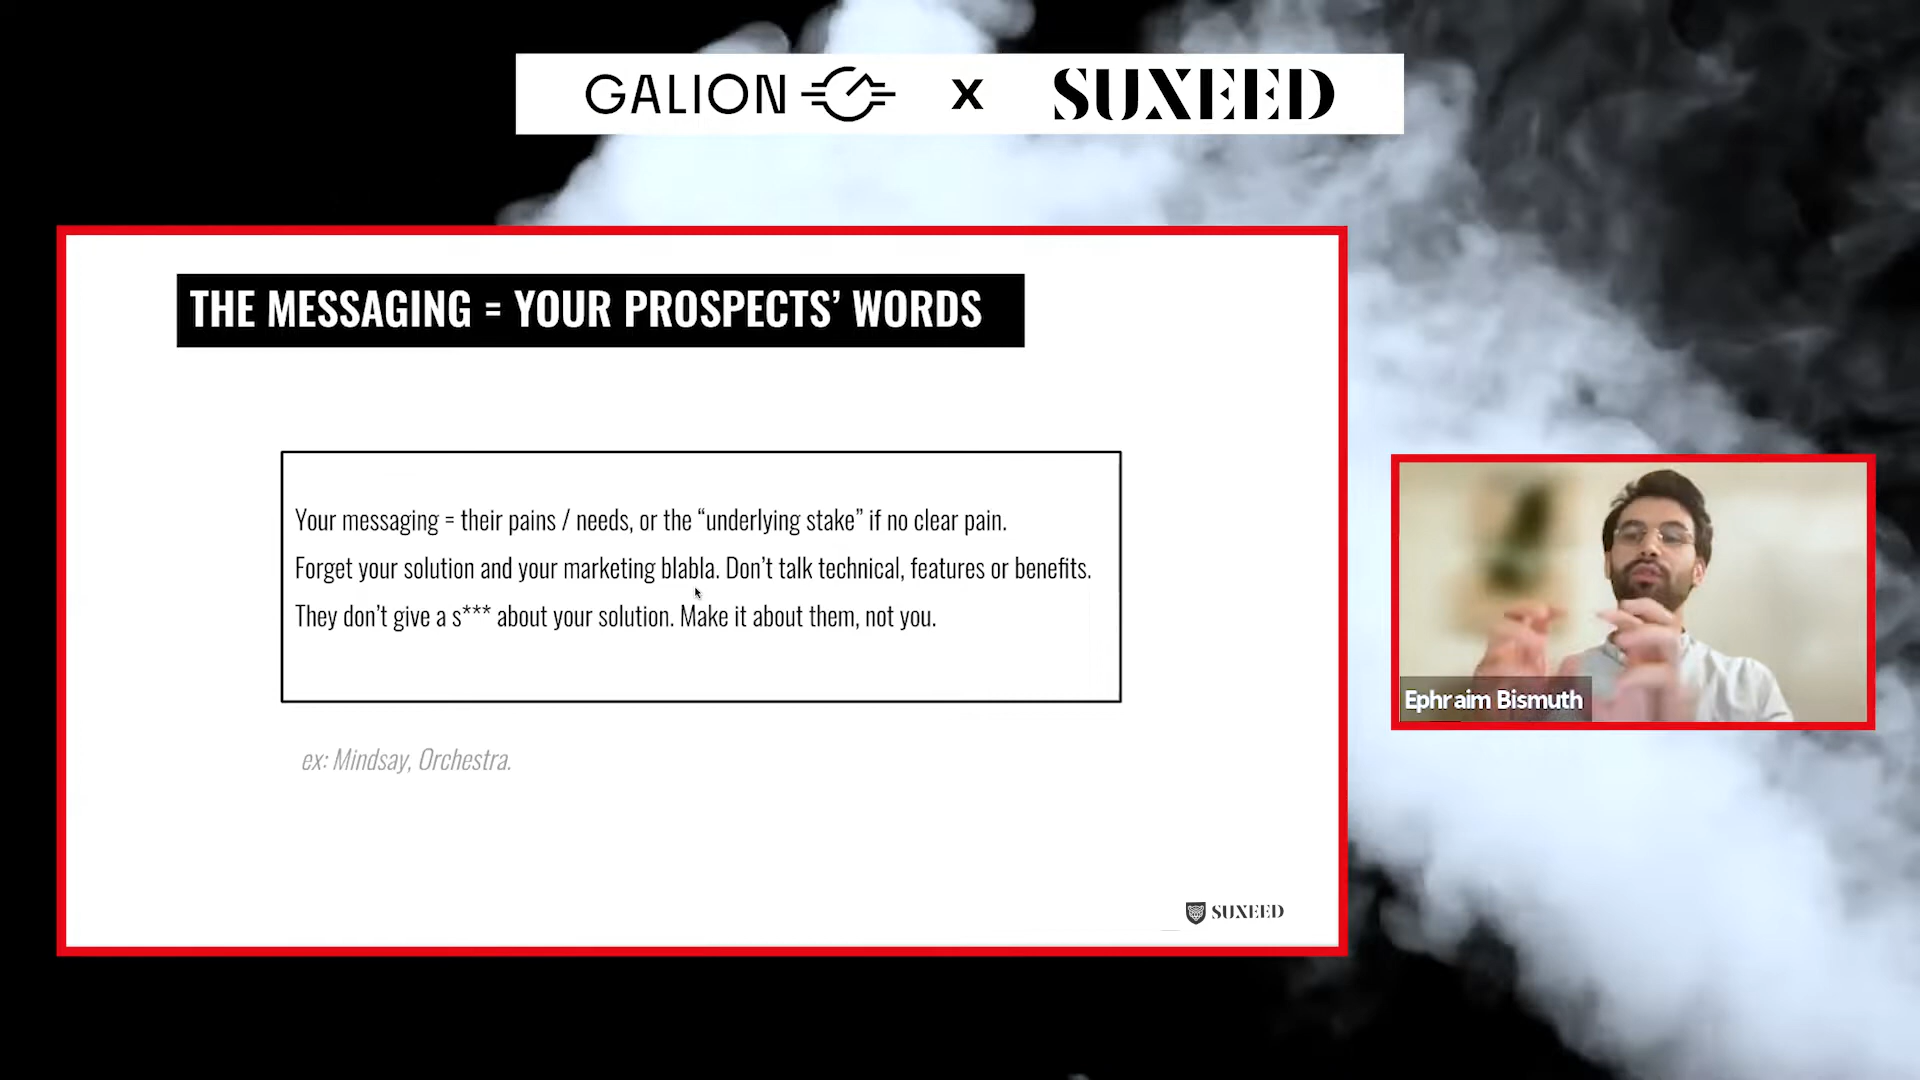 GALION x SUXEED
THE MESSAGING = YOUR PROSPECTS’ WORDS
Your messaging = their pains / needs, or the “underlying stake” if no clear pain.
Forget your solution and your marketing blabla. Don’t talk technical, features or benefits.
They don’t give a s*** about your solution. Make it about them, not you.
ex: Mindsay, Orchestra.
SUXEED
Ephraim Bismuth